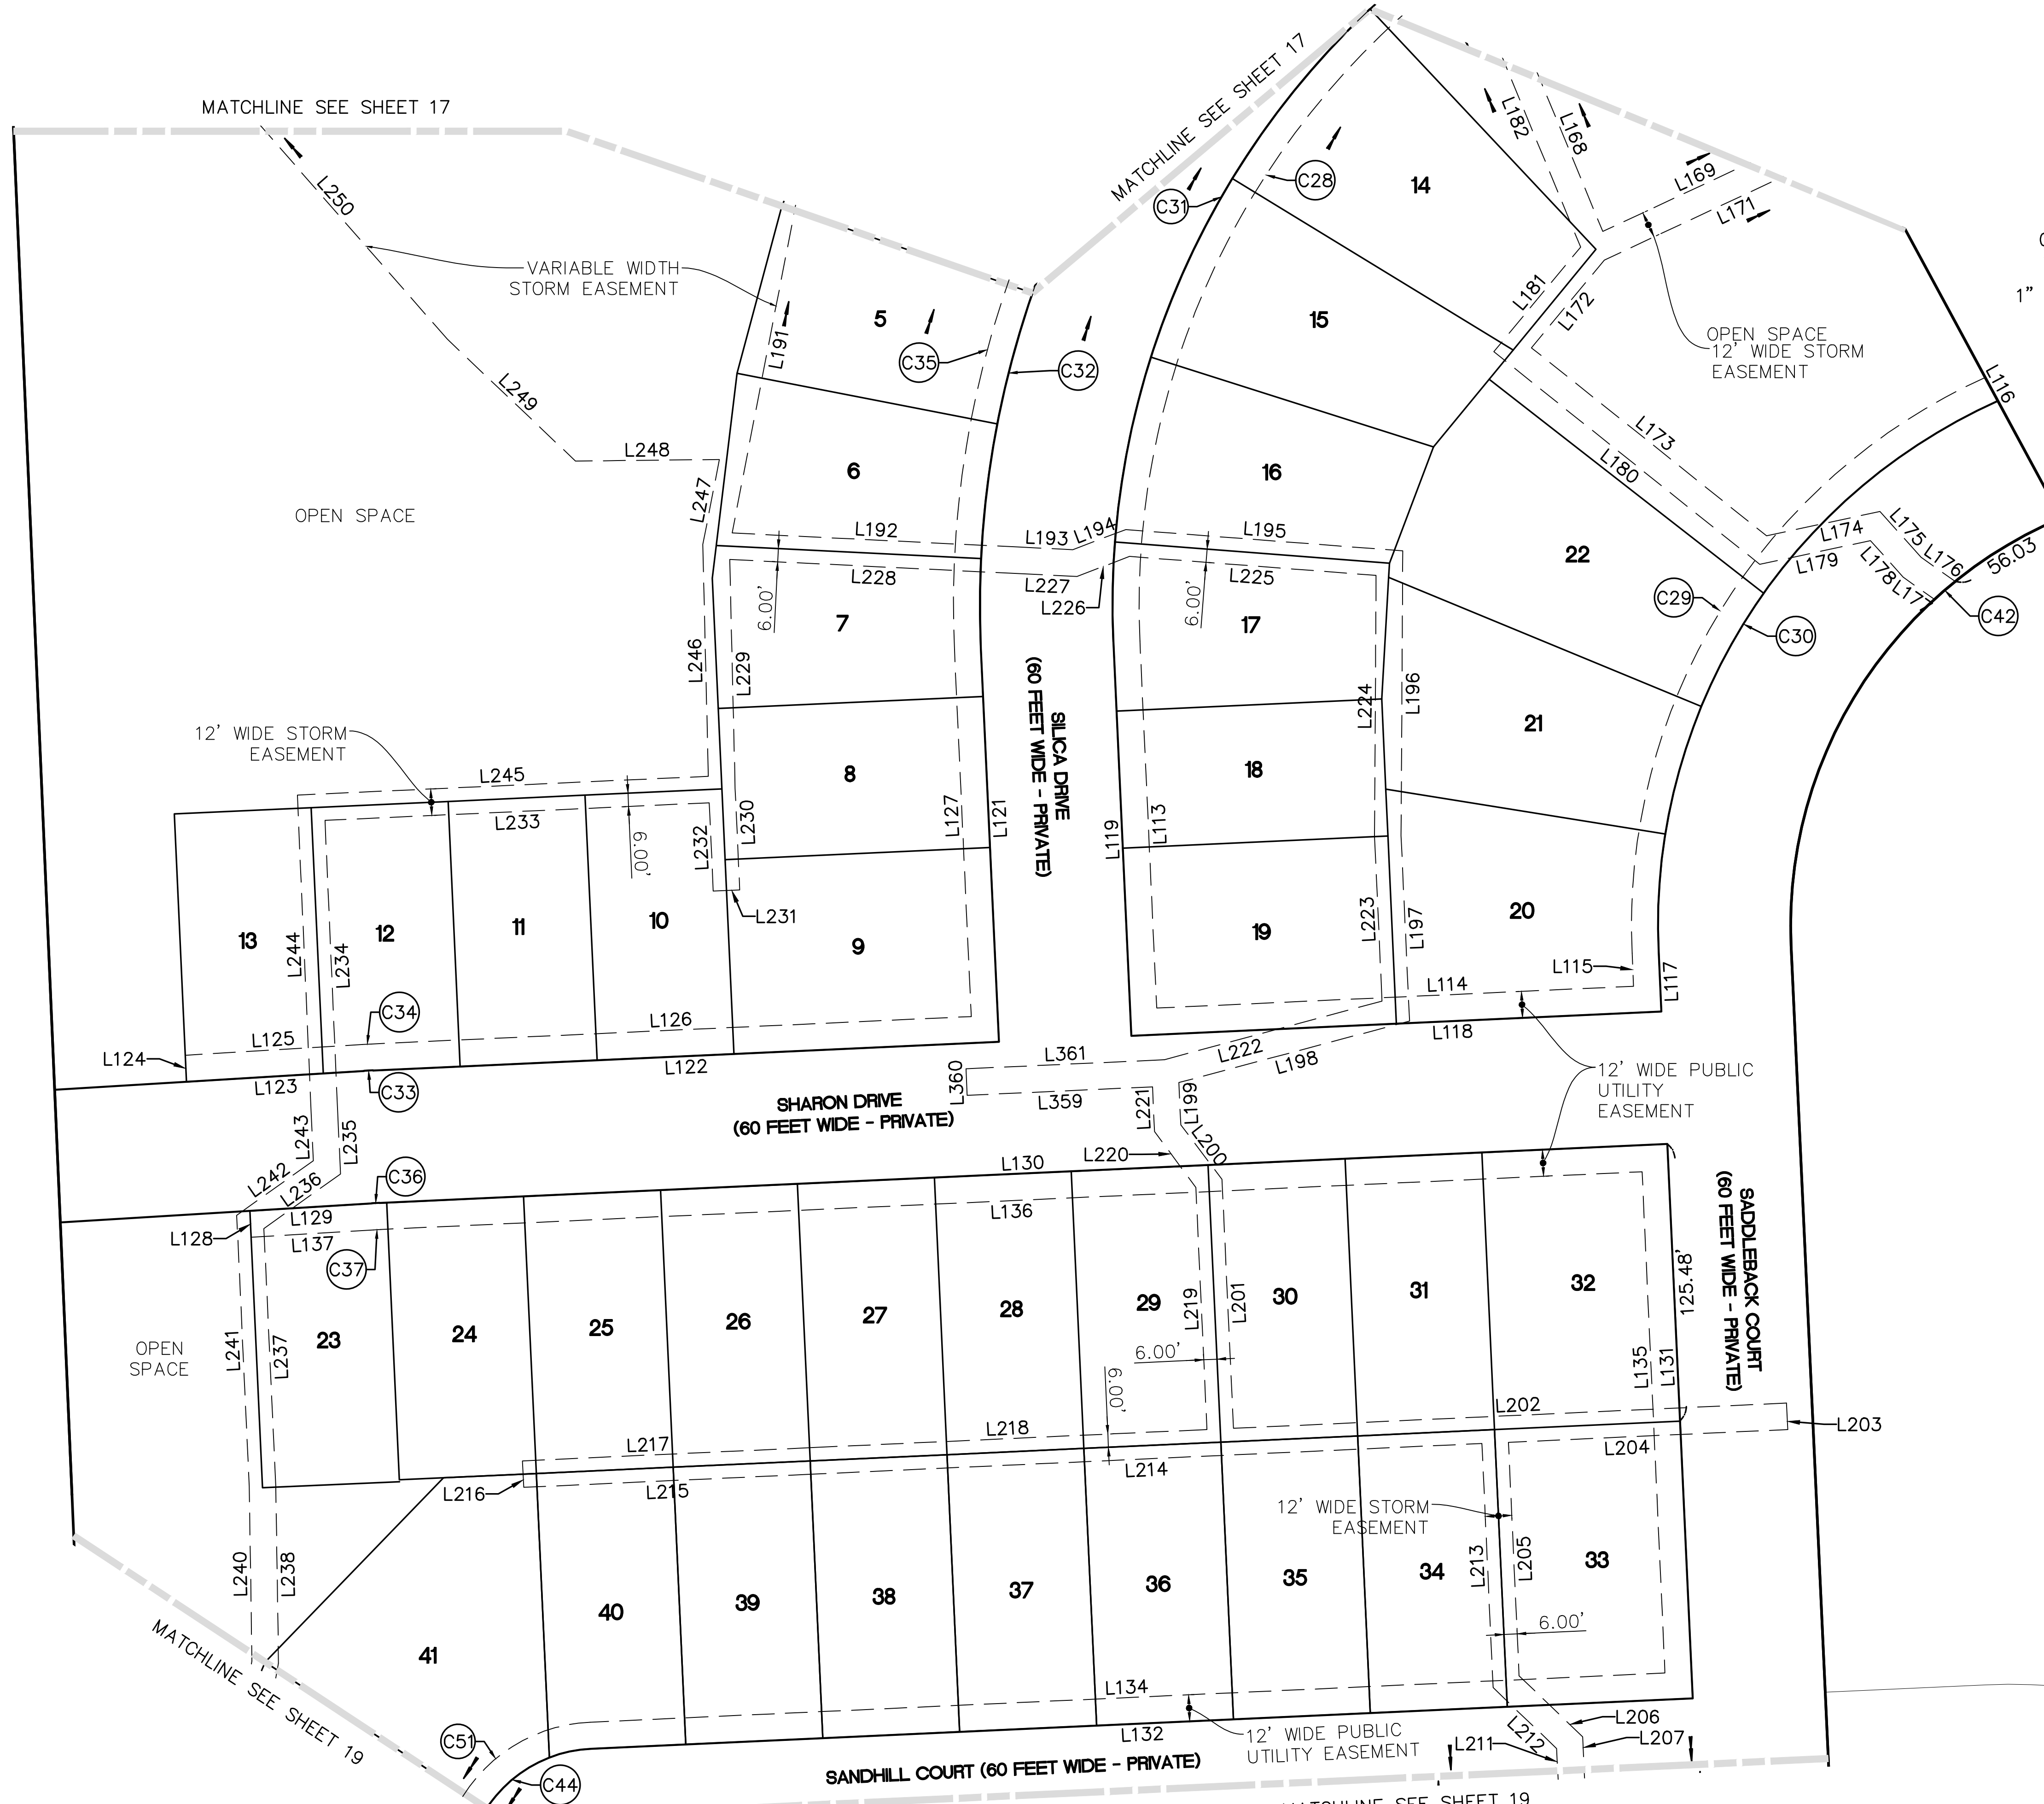 MATCHLINE SEE SHEET 17
MATCHLINE SEE SHEET 17
L250
VARIABLE WIDTH
STORM EASEMENT
L249
L248
L247
L191
5
C35
C32
C31
C28
14
L182
L168
L169
L171
L181
L172
15
OPEN SPACE
12' WIDE STORM
EASEMENT
1"
L116
6
L192
L193
L194
L195
16
L173
L180
L174
L175
L176
56.03
L179
L178
L177
C42
22
C29
C30
OPEN SPACE
L228
L227
L226
L225
6.00'
6.00'
7
17
L246
L229
SILICA DRIVE
(60 FEET WIDE - PRIVATE)
L224
L196
21
12' WIDE STORM
EASEMENT
L245
L233
6.00'
L232
L230
8
L127
L121
L119
L113
18
13
12
11
10
L231
9
19
20
L244
L234
L223
L197
L115
L117
L114
L118
C34
L125
L126
L124
L123
C33
L122
L360
L361
L359
L222
L198
12' WIDE PUBLIC
UTILITY
EASEMENT
SHARON DRIVE
(60 FEET WIDE - PRIVATE)
L221
L199
L220
L200
L243
L235
L242
L236
C36
L130
L129
L128
L137
C37
L136
SADDLEBACK COURT
(60 FEET WIDE - PRIVATE)
125.48'
OPEN
SPACE
L241
L237
23
24
25
26
27
28
29
30
31
32
L219
L201
6.00'
6.00'
L135
L131
L202
L203
L204
L217
L218
L216
L215
L214
12' WIDE STORM
EASEMENT
L240
L238
L213
L205
41
40
39
38
37
36
35
34
33
6.00'
MATCHLINE SEE SHEET 19
L134
L132
12' WIDE PUBLIC
UTILITY EASEMENT
L206
L207
L212
L211
C51
C44
SANDHILL COURT (60 FEET WIDE - PRIVATE)
MATCHLINE SEE SHEET 19